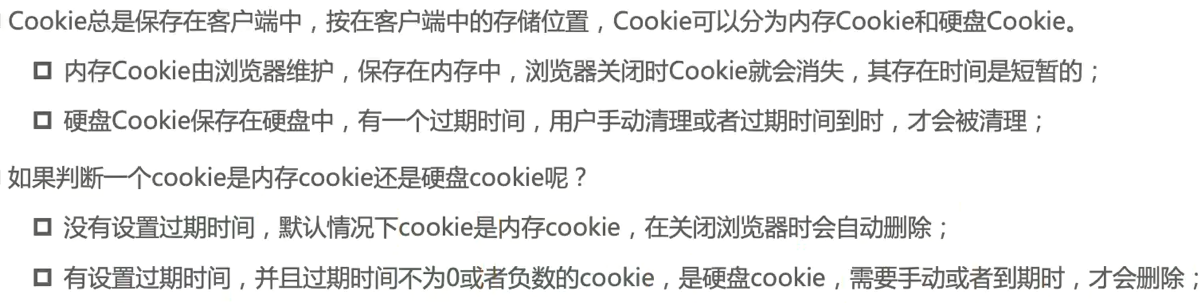 Cookie总是保存在客户端中，按在客户端中的存储位置，Cookie可以分为内存Cookie和硬盘Cookie。
内存Cookie由浏览器维护，保存在内存中，浏览器关闭时Cookie就会消失，其存在时间是短暂的；
硬盘Cookie保存在硬盘中，有一个过期时间，用户手动清理或者过期时间到时，才会被清理；
如果判断一个cookie是内存cookie还是硬盘cookie呢？
没有设置过期时间，默认情况下cookie是内存cookie，在关闭浏览器时会自动删除；
有设置过期时间，并且过期时间不为0或者负数的cookie，是硬盘cookie，需要手动或者到期时，才会删除；